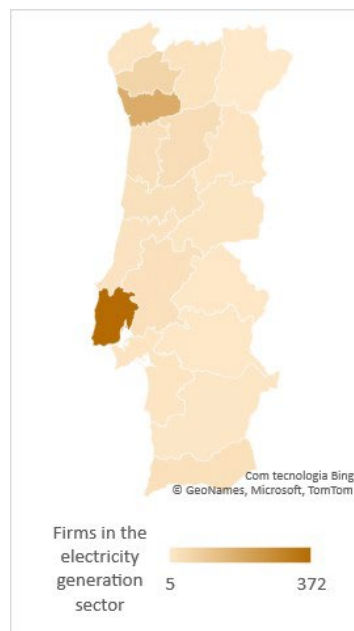 Com tecnologia Bing
© GeoNames, Microsoft, TomTom
Firms in the
electricity
generation
sector
5 372